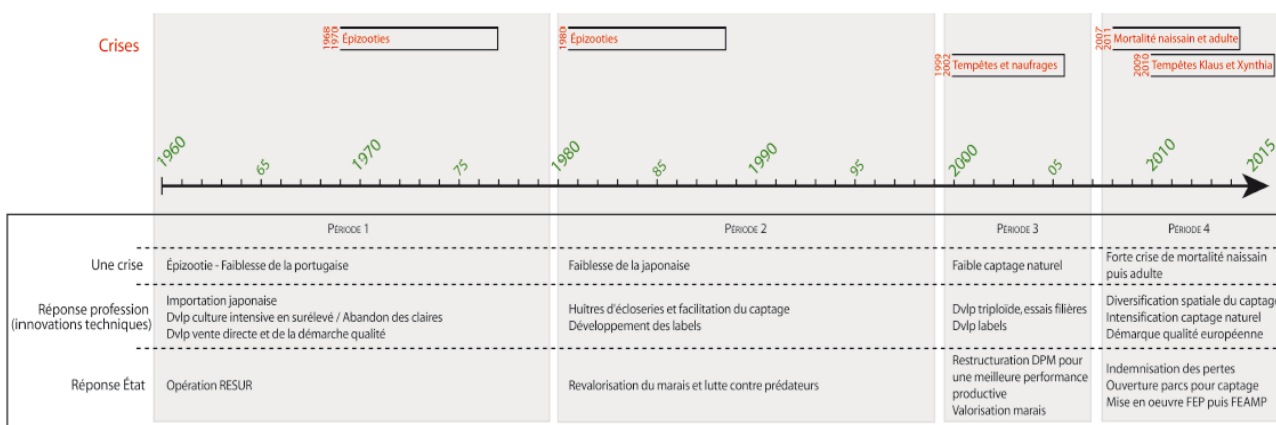 Crises
1968
1970
Épizooties
1980
Épizooties
1999
2002
Tempêtes et naufrages
2007
2011
Mortalité naissain et adulte
2009
2010
Tempêtes Klaus et Xynthia
1960
65
1970
75
1980
85
1990
95
2000
05
2010
2015
PÉRIODE 1
PÉRIODE 2
PÉRIODE 3
PÉRIODE 4
Une crise
Épizootie - Faiblesse de la portugaise
Faiblesse de la japonaise
Faible captage naturel
Forte crise de mortalité naissain
puis adulte
Réponse profession
(innovations techniques)
Importation japonaise
Dvlp culture intensive en surélevé / Abandon des claires
Dvlp vente directe et de la démarche qualité
Huîtres d'écloseries et facilitation du captage
Développement des labels
Dvlp triploïde, essais filières
Dvlp labels
Diversification spatiale du captage
Intensification captage naturel
Démarque qualité européenne
Réponse État
Opération RESUR
Revalorisation du marais et lutte contre prédateurs
Restructuration DPM pour
une meilleure performance
productive
Valorisation marais
Indemnisation des pertes
Ouverture parcs pour captage
Mise en oeuvre FEP puis FEAMP